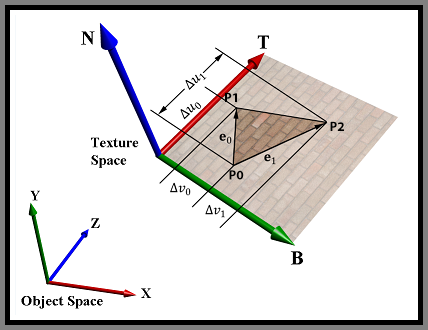 N
T
Δu₁
Δu₀
P1
P2
Texture
Space
e₀
e₁
P0
Δv₀
Δv₁
B
Y
Z
X
Object Space